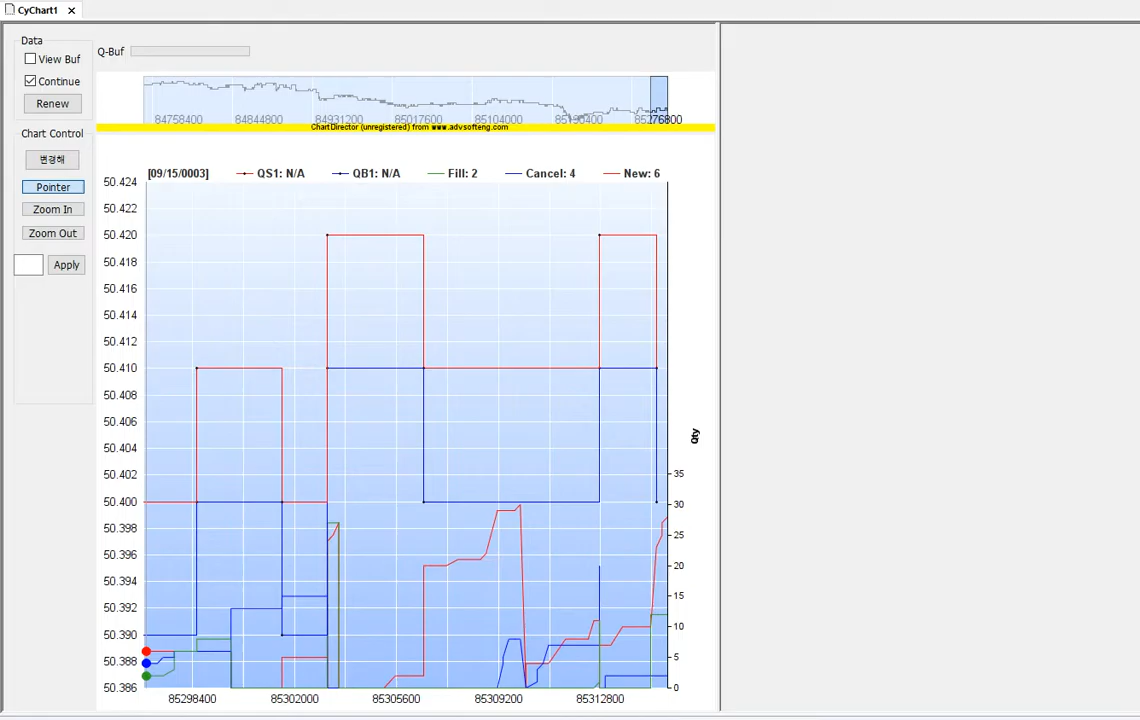 CyChart1
Data
View Buf
Continue
Renew
Q-Buf
84758400 84844800 84931200 85017600 85104000 85190400 85276800
ChartDirector (unregistered) from www.advsofteng.com
Chart Control
변경해
Pointer
Zoom In
Zoom Out
Apply
[09/15/0003] QS1: N/A QB1: N/A Fill: 2 Cancel: 4 New: 6
50.424
50.422
50.420
50.418
50.416
50.414
50.412
50.410
50.408
50.406
50.404
50.402
50.400
50.398
50.396
50.394
50.392
50.390
50.388
50.386
Qty
35
30
25
20
15
10
5
0
85298400 85302000 85305600 85309200 85312800